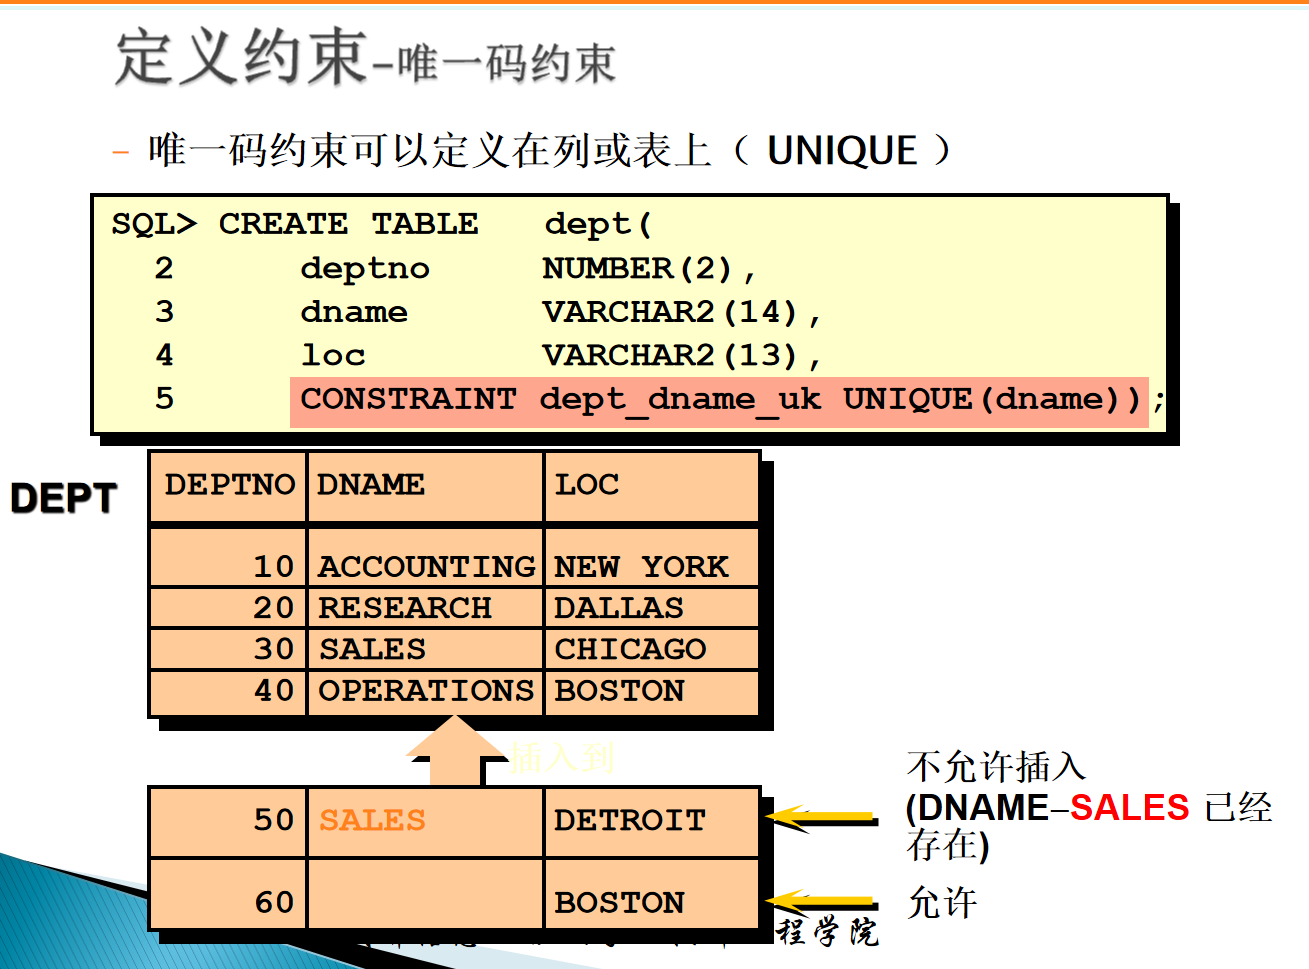 定义约束–唯一码约束
– 唯一码约束可以定义在列或表上（ UNIQUE ）
SQL> CREATE TABLE dept(
2 deptno NUMBER(2),
3 dname VARCHAR2(14),
4 loc VARCHAR2(13),
5 CONSTRAINT dept_dname_uk UNIQUE(dname));
DEPT
DEPTNO DNAME LOC
10 ACCOUNTING NEW YORK
20 RESEARCH DALLAS
30 SALES CHICAGO
40 OPERATIONS BOSTON
插入到
50 SALES DETROIT
不允许插入
(DNAME–SALES 已经
存在)
60 BOSTON
允许
程学院